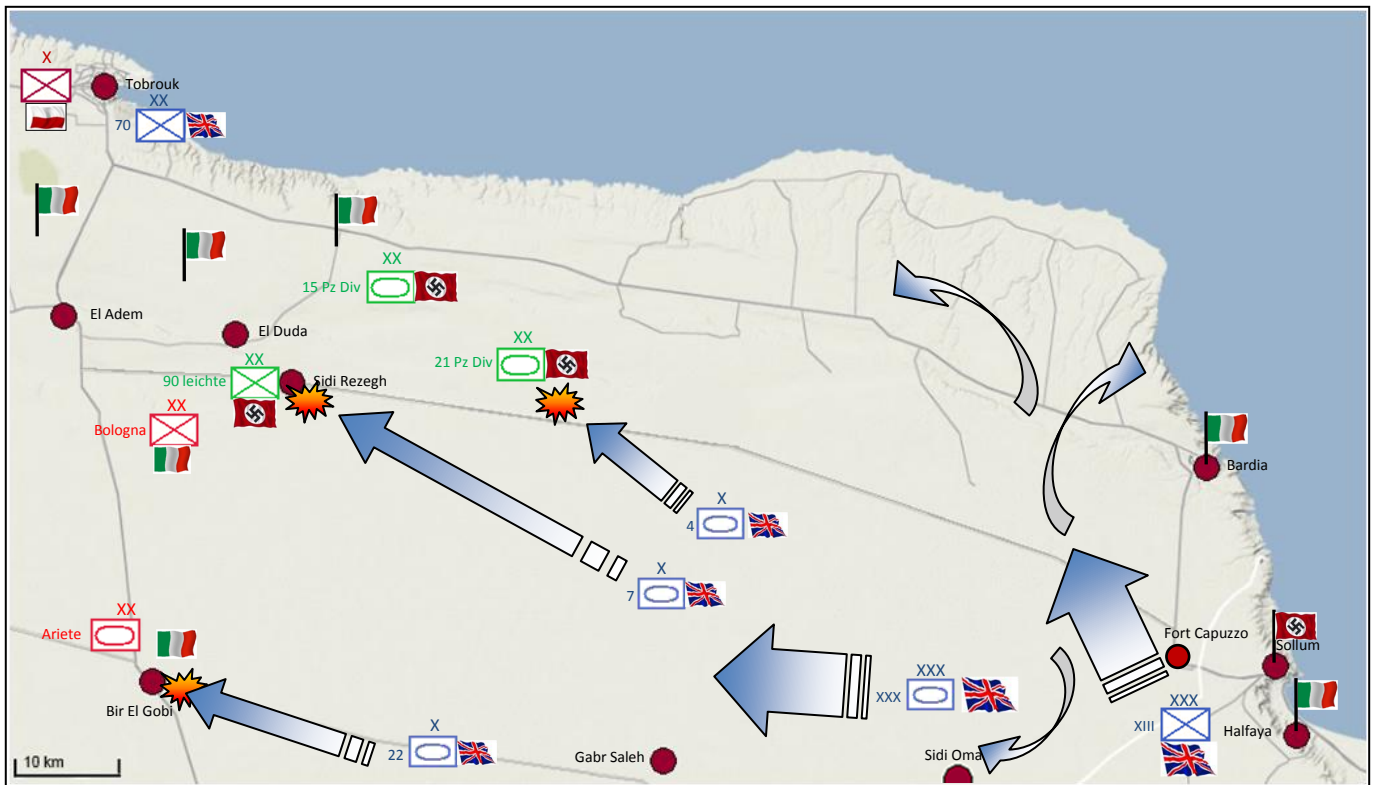 X
Tobrouk
XX
70
XX
15 Pz Div
El Adem
El Duda
XX
21 Pz Div
XX
90 leichte
Sidi Rezegh
XX
Bologna
Bardia
X
4
X
7
XX
Ariete
Fort Capuzzo
Sollum
XXX
XXX
XXX
XIII
Bir El Gobi
Halfaya
X
22
Gabr Saleh
Sidi Oma
10 km